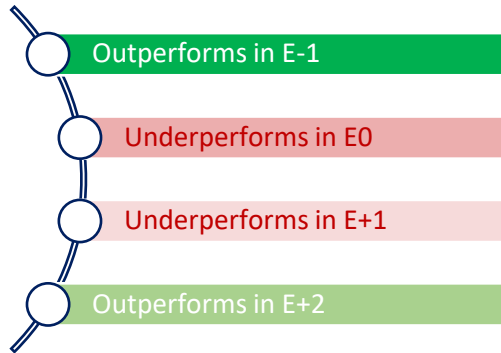 Outperforms in E-1
Underperforms in E0
Underperforms in E+1
Outperforms in E+2